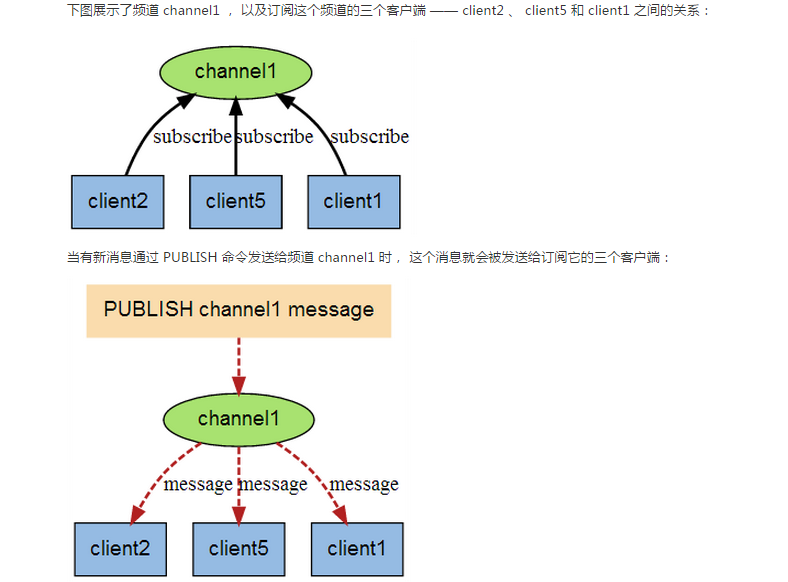 下图展示了频道 channel1 ， 以及订阅这个频道的三个客户端 —— client2 、 client5 和 client1 之间的关系：
channel1
subscribe subscribe subscribe
client2 client5 client1
当有新消息通过 PUBLISH 命令发送给频道 channel1 时， 这个消息就会被发送给订阅它的三个客户端：
PUBLISH channel1 message
channel1
message message message
client2 client5 client1